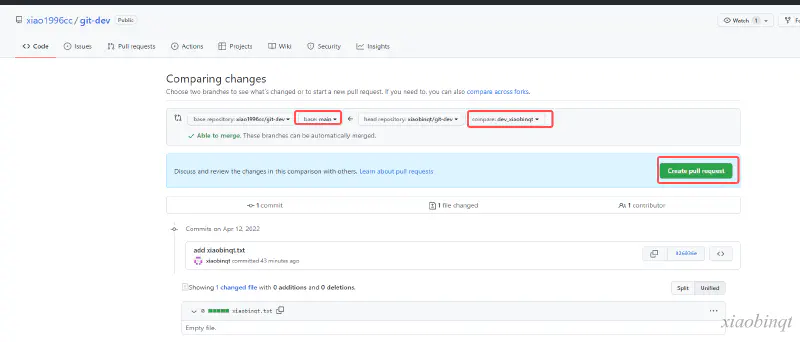 xiao1996cc / git-dev Public
Watch 1
Code Issues Pull requests Actions Projects Wiki Security Insights
Comparing changes
Choose two branches to see what's changed or to start a new pull request. If you need to, you can also compare across forks.
base repository: xiao1996cc/git-dev base: main head repository: xiaobinqt/git-dev compare: dev_xiaobinqt
Able to merge. These branches can be automatically merged.
Discuss and review the changes in this comparison with others. Learn about pull requests
Create pull request
1 commit 1 file changed 1 contributor
Commits on Apr 12, 2022
add xiaobinqt.txt
xiaobinqt committed 43 minutes ago
Showing 1 changed file with 0 additions and 0 deletions.
Split Unified
0 xiaobinqt.txt
Empty file.
xiaobinqt